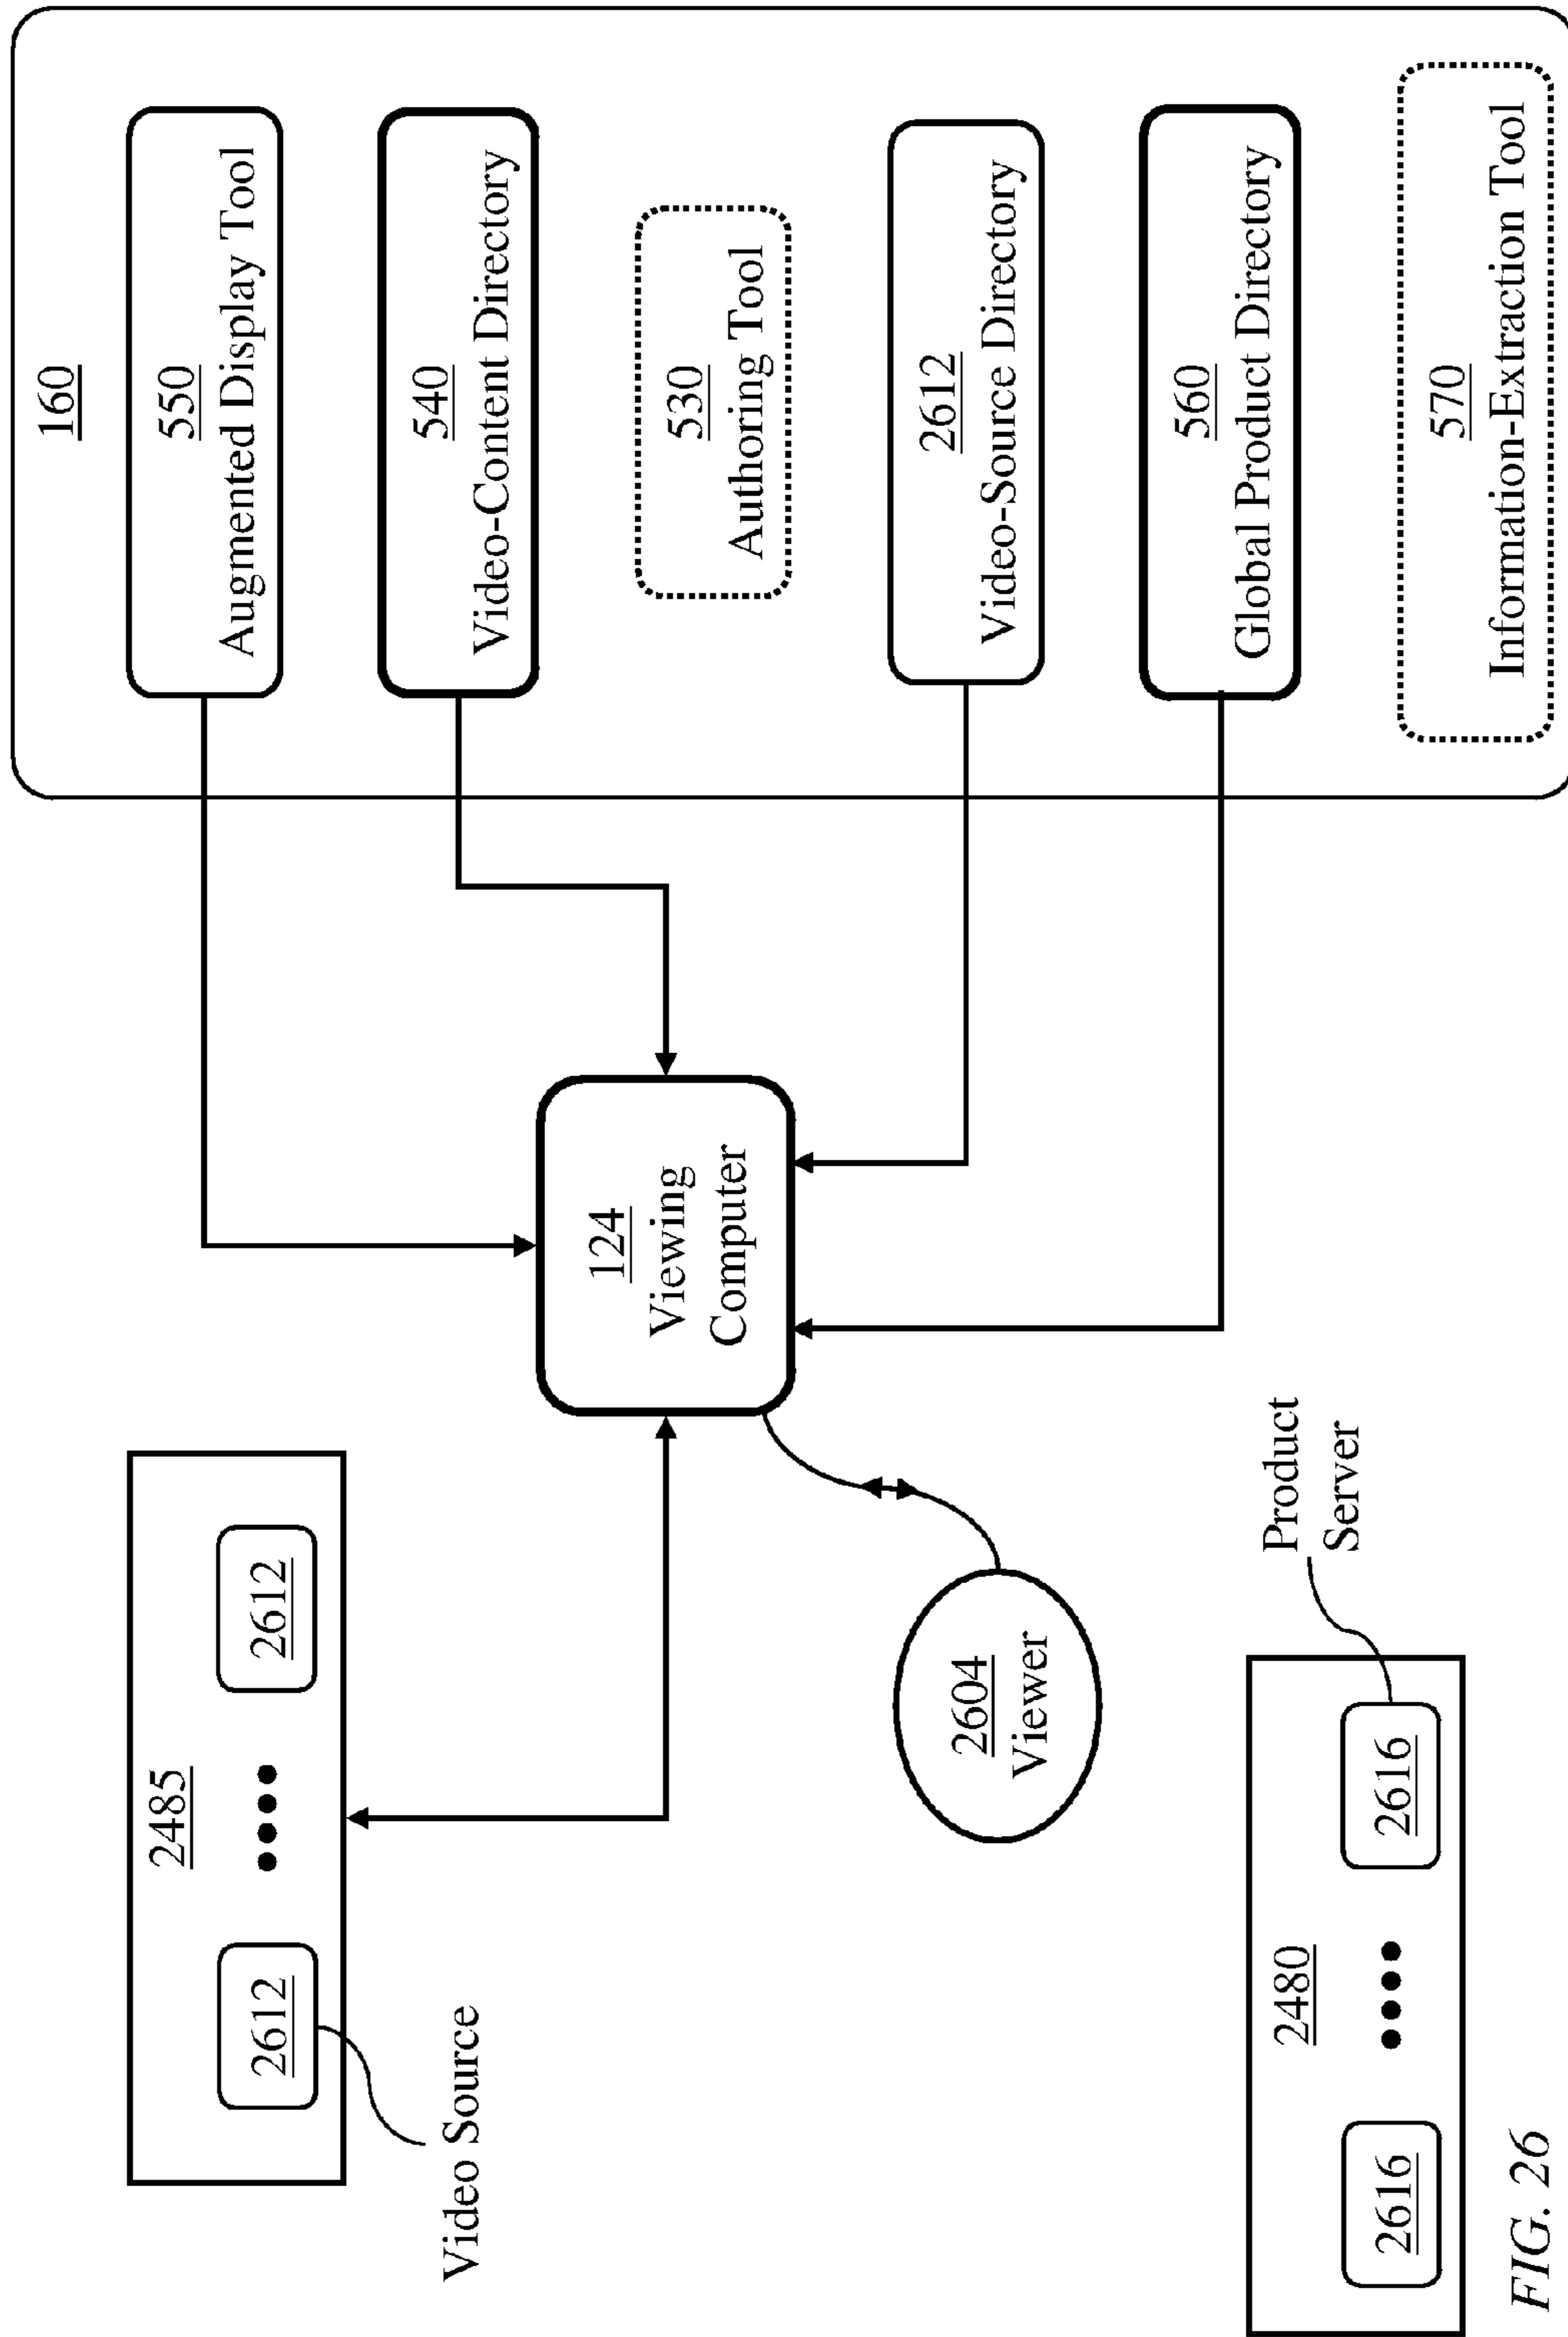 160
550
Augmented Display Tool
540
Video-Content Directory
530
Authoring Tool
2612
Video-Source Directory
560
Global Product Directory
570
Information-Extraction Tool
124
Viewing
Computer
2485
2612
2612
Video Source
2604
Viewer
Product
Server
2480
2616
2616
FIG. 26